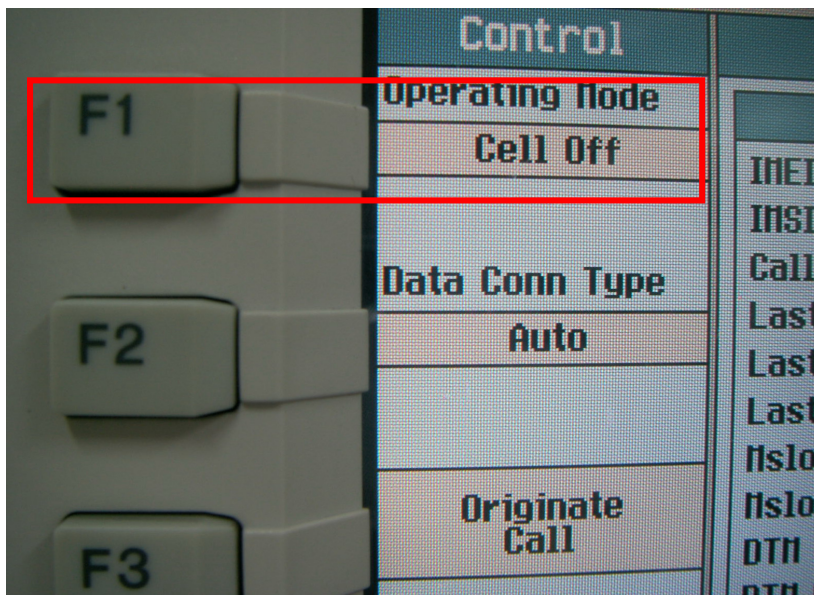 Control
F1
Operating Mode
Cell Off
IMEI
IMSI
Data Conn Type
Call
F2
Auto
Last
Last
Last
Mslo
Originate
Call
Mslo
F3
DTM
DTM